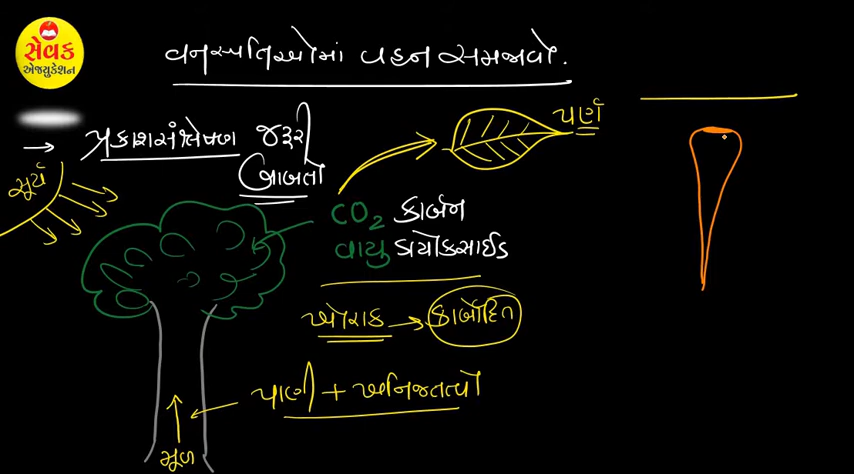 સેવક
એજ્યુકેશન
વનસ્પતિઓમાં વહન સમજાવો.
→ પ્રકાશસંશ્લેષણ જરૂરી
બાબતો
પર્ણ
સૂર્ય
CO2 કાર્બન
વાયુ ડાયોક્સાઈડ
ખોરાક → કાર્બોદિત
પાણી + ખનિજતત્વો
મૂળ